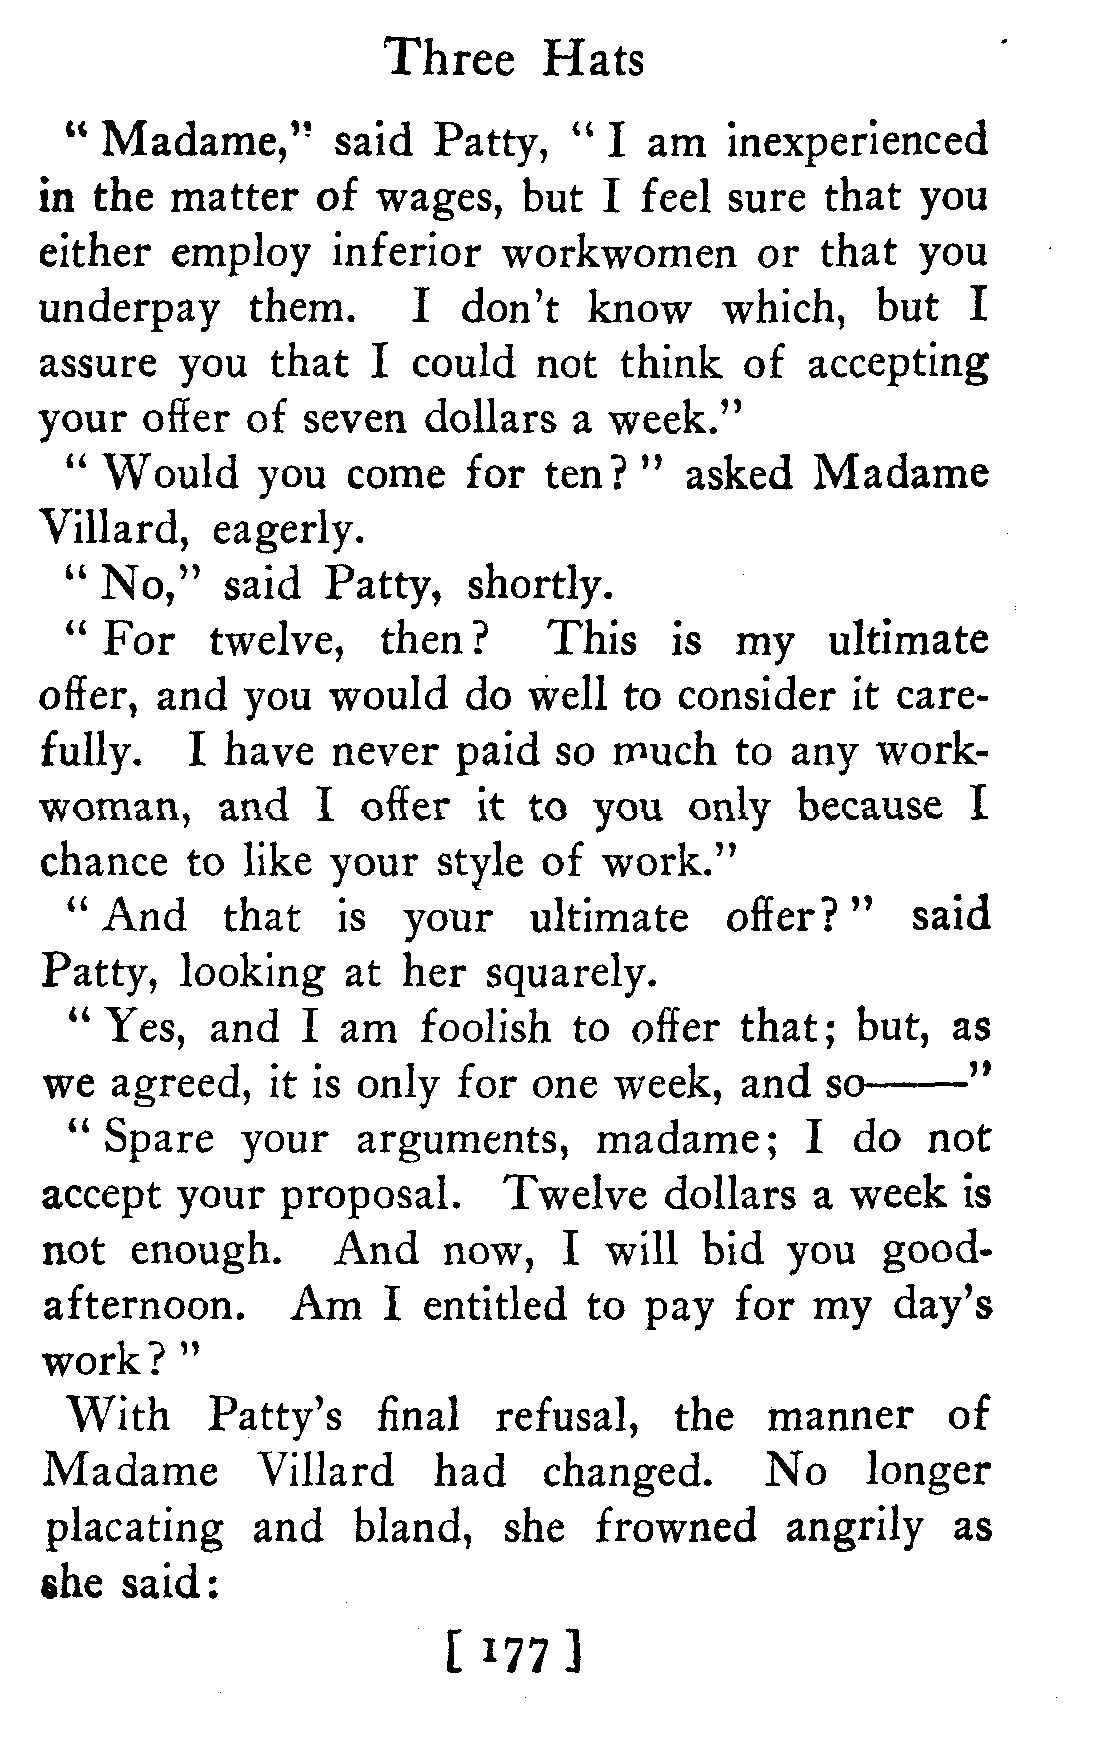 Three Hats
“ Madame,” said Patty, “ I am inexperienced
in the matter of wages, but I feel sure that you
either employ inferior workwomen or that you
underpay them. I don't know which, but I
assure you that I could not think of accepting
your offer of seven dollars a week.”
“ Would you come for ten? ” asked Madame
Villard, eagerly.
“ No,” said Patty, shortly.
“ For twelve, then? This is my ultimate
offer, and you would do well to consider it care-
fully. I have never paid so much to any work-
woman, and I offer it to you only because I
chance to like your style of work.”
“ And that is your ultimate offer? ” said
Patty, looking at her squarely.
“ Yes, and I am foolish to offer that; but, as
we agreed, it is only for one week, and so——”
“ Spare your arguments, madame; I do not
accept your proposal. Twelve dollars a week is
not enough. And now, I will bid you good-
afternoon. Am I entitled to pay for my day's
work? ”
With Patty's final refusal, the manner of
Madame Villard had changed. No longer
placating and bland, she frowned angrily as
she said:
[ 177 ]